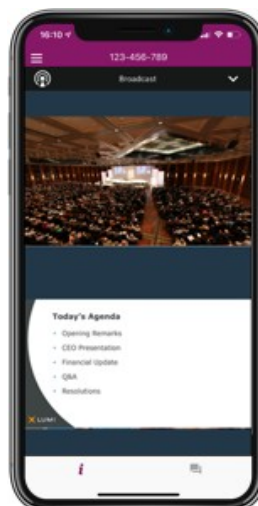 16:10
123-456-789
Broadcast
Today's Agenda
Opening Remarks
CEO Presentation
Financial Update
Q&A
Resolutions
LUMI
i